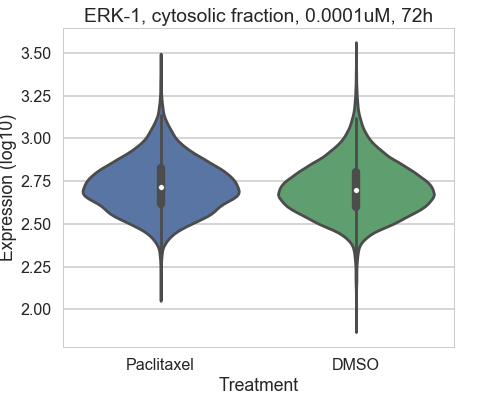 ERK-1, cytosolic fraction, 0.0001uM, 72h
Expression (log10)
3.50
3.25
3.00
2.75
2.50
2.25
2.00
Paclitaxel DMSO
Treatment